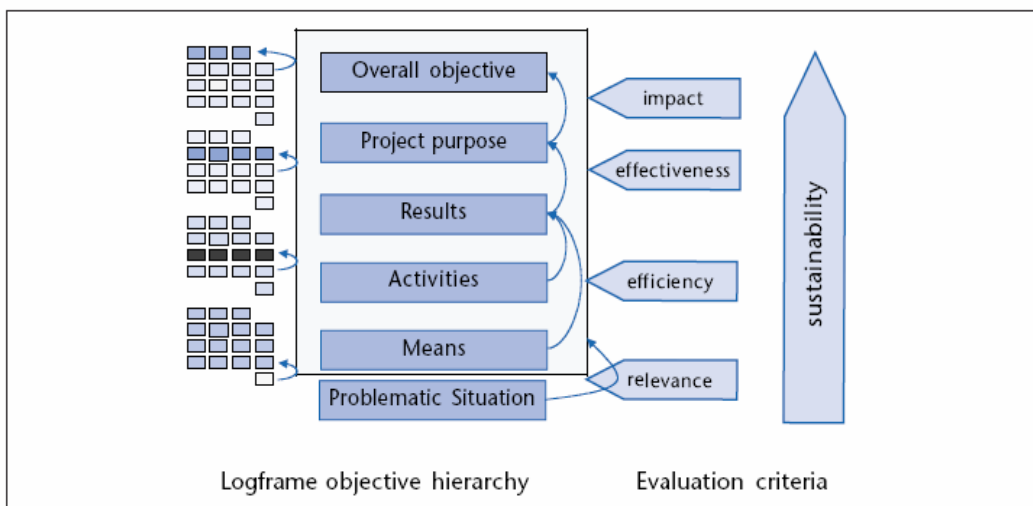 Overall objective
impact
Project purpose
effectiveness
Results
Activities
efficiency
Means
relevance
Problematic Situation
sustainability
Logframe objective hierarchy
Evaluation criteria